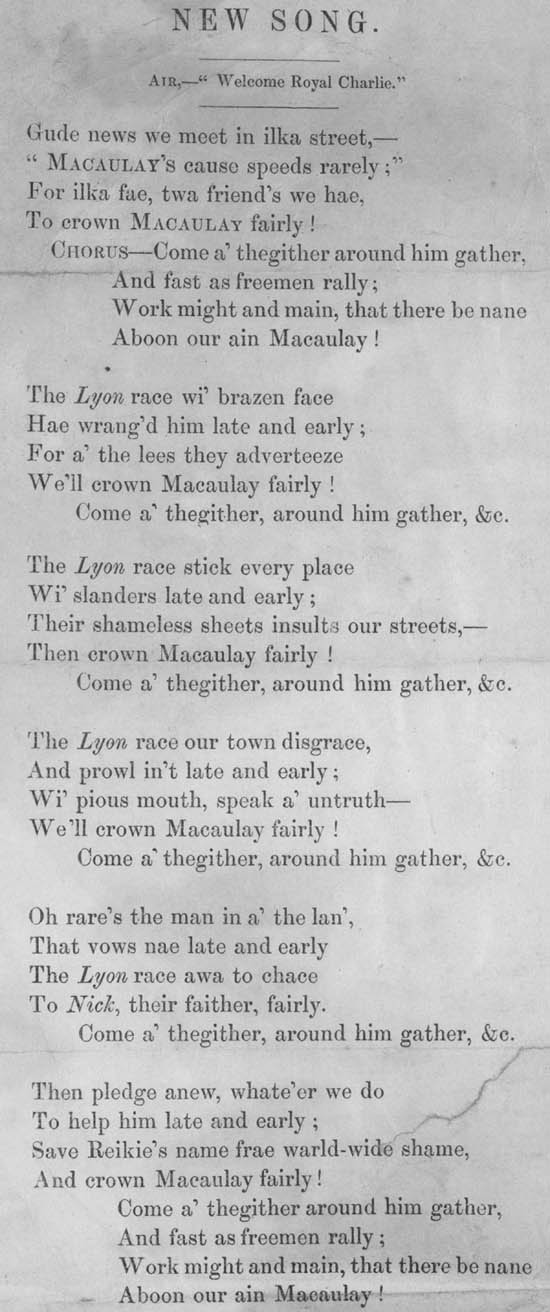 NEW SONG.
AIR,—“ Welcome Royal Charlie.”
Gude news we meet in ilka street,—
“ MACAULAY’s cause speeds rarely ;”
For ilka fae, twa friend’s we hae,
To crown MACAULAY fairly !
CHORUS—Come a’ thegither around him gather,
And fast as freemen rally ;
Work might and main, that there be nane
Aboon our ain Macaulay !
The Lyon race wi’ brazen face
Hae wrang’d him late and early ;
For a’ the lees they adverteeze
We’ll crown Macaulay fairly !
Come a’ thegither, around him gather, &c.
The Lyon race stick every place
Wi’ slanders late and early ;
Their shameless sheets insults our streets,—
Then crown Macaulay fairly !
Come a’ thegither, around him gather, &c.
The Lyon race our town disgrace,
And prowl in’t late and early ;
Wi’ pious mouth, speak a’ untruth—
We’ll crown Macaulay fairly !
Come a’ thegither, around him gather, &c.
Oh rare’s the man in a’ the lan’,
That vows nae late and early
The Lyon race awa to chace
To Nick, their faither, fairly.
Come a’ thegither, around him gather, &c.
Then pledge anew, whate’er we do
To help him late and early ;
Save Reikie’s name frae warld-wide shame,
And crown Macaulay fairly !
Come a’ thegither around him gather,
And fast as freemen rally ;
Work might and main, that there be nane
Aboon our ain Macaulay !